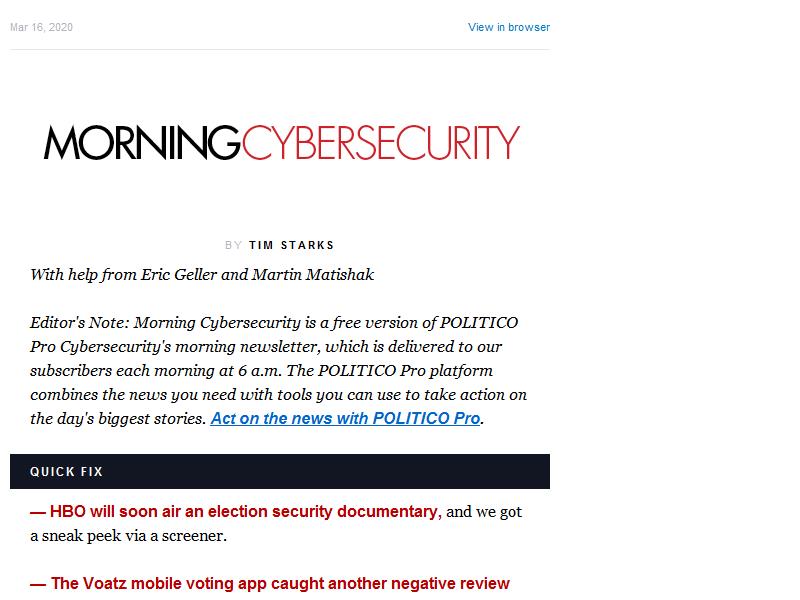 Mar 16, 2020
View in browser
MORNINGCYBERSECURITY
BY TIM STARKS
With help from Eric Geller and Martin Matishak
Editor's Note: Morning Cybersecurity is a free version of POLITICO
Pro Cybersecurity's morning newsletter, which is delivered to our
subscribers each morning at 6 a.m. The POLITICO Pro platform
combines the news you need with tools you can use to take action on
the day's biggest stories. Act on the news with POLITICO Pro.
QUICK FIX
— HBO will soon air an election security documentary, and we got
a sneak peek via a screener.
— The Voatz mobile voting app caught another negative review